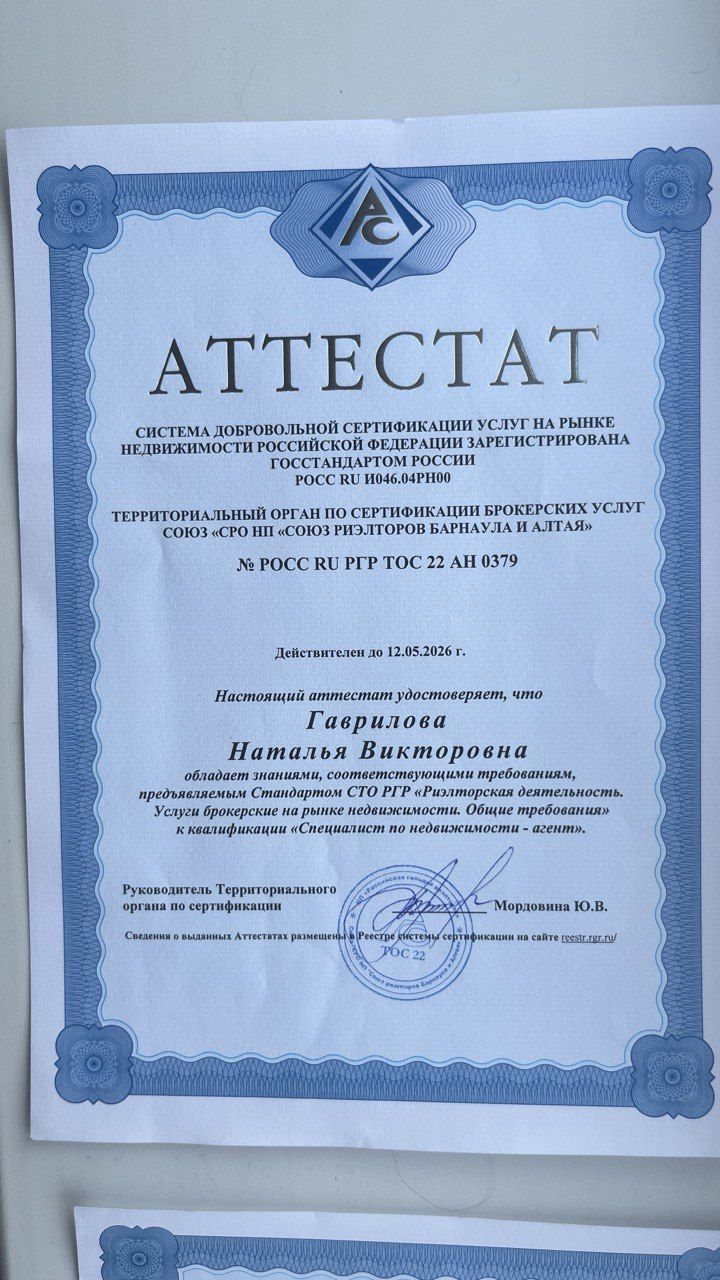 АС
АТТЕСТАТ
СИСТЕМА ДОБРОВОЛЬНОЙ СЕРТИФИКАЦИИ УСЛУГ НА РЫНКЕ
НЕДВИЖИМОСТИ РОССИЙСКОЙ ФЕДЕРАЦИИ ЗАРЕГИСТРИРОВАНА
ГОССТАНДАРТОМ РОССИИ
РОСС RU И046.04РН00
ТЕРРИТОРИАЛЬНЫЙ ОРГАН ПО СЕРТИФИКАЦИИ БРОКЕРСКИХ УСЛУГ
СОЮЗ «СРО НП «СОЮЗ РИЭЛТОРОВ БАРНАУЛА И АЛТАЯ»
№ РОСС RU РГР ТОС 22 АН 0379
Действителен до 12.05.2026 г.
Настоящий аттестат удостоверяет, что
Гаврилова
Наталья Викторовна
обладает знаниями, соответствующими требованиям,
предъявляемым Стандартом СТО РГР «Риэлторская деятельность.
Услуги брокерские на рынке недвижимости. Общие требования»
к квалификации «Специалист по недвижимости - агент».
Руководитель Территориального
органа по сертификации
Мордовина Ю.В.
Сведения о выданных Аттестатах размещены в Реестре системы сертификации на сайте reestr.rgr.ru/
ТОС 22